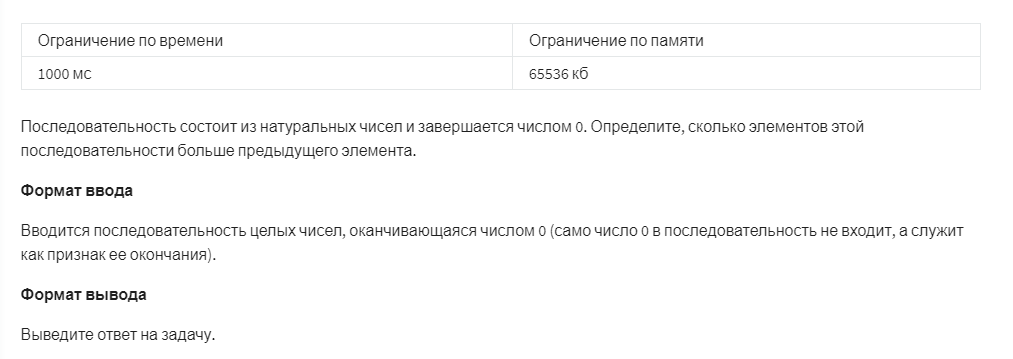 Ограничение по времени
Ограничение по памяти
1000 мс
65536 кб
Последовательность состоит из натуральных чисел и завершается числом 0. Определите, сколько элементов этой
последовательности больше предыдущего элемента.
Формат ввода
Вводится последовательность целых чисел, оканчивающаяся числом 0 (само число 0 в последовательность не входит, а служит
как признак ее окончания).
Формат вывода
Выведите ответ на задачу.